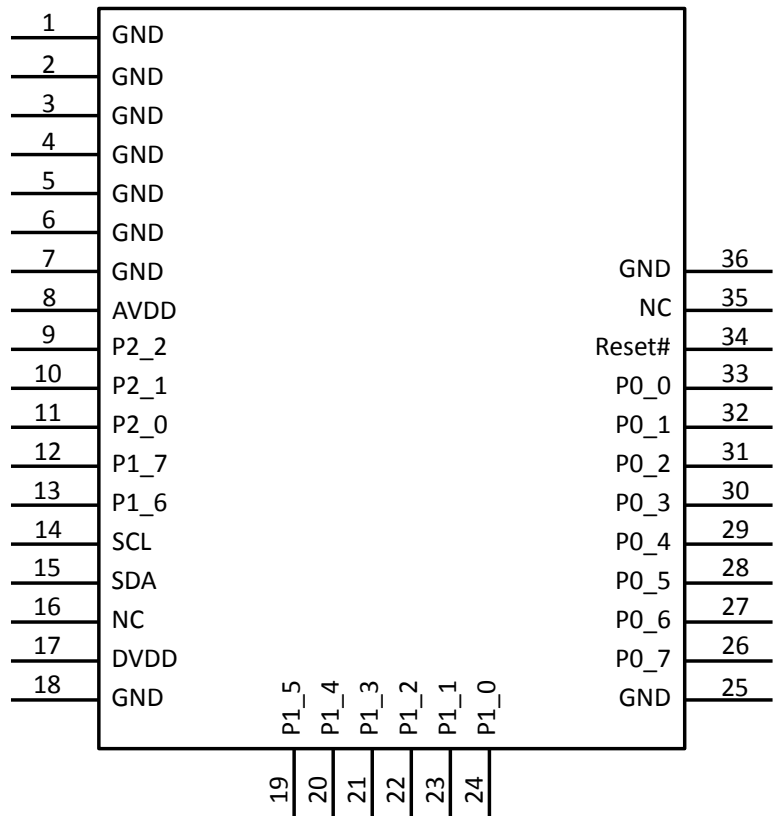 1 GND
2 GND
3 GND
4 GND
5 GND
6 GND
7 GND GND 36
8 AVDD NC 35
9 P2_2 Reset# 34
10 P2_1 P0_0 33
11 P2_0 P0_1 32
12 P1_7 P0_2 31
13 P1_6 P0_3 30
14 SCL P0_4 29
15 SDA P0_5 28
16 NC P0_6 27
17 DVDD P0_7 26
18 GND GND 25
P1_5 P1_4 P1_3 P1_2 P1_1 P1_0
19 20 21 22 23 24